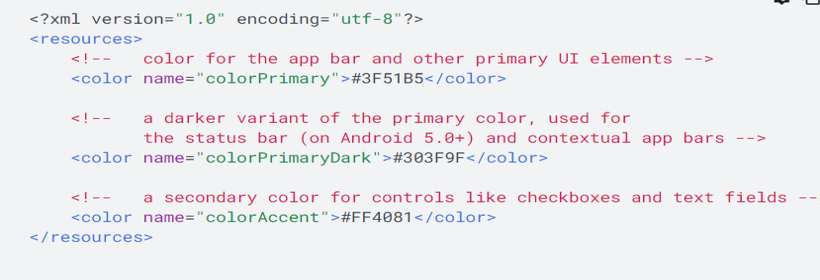 <?xml version="1.0" encoding="utf-8"?>
<resources>
<!--   color for the app bar and other primary UI elements -->
<color name="colorPrimary">#3F51B5</color>
<!--   a darker variant of the primary color, used for
the status bar (on Android 5.0+) and contextual app bars -->
<color name="colorPrimaryDark">#303F9F</color>
<!--   a secondary color for controls like checkboxes and text fields --
<color name="colorAccent">#FF4081</color>
</resources>